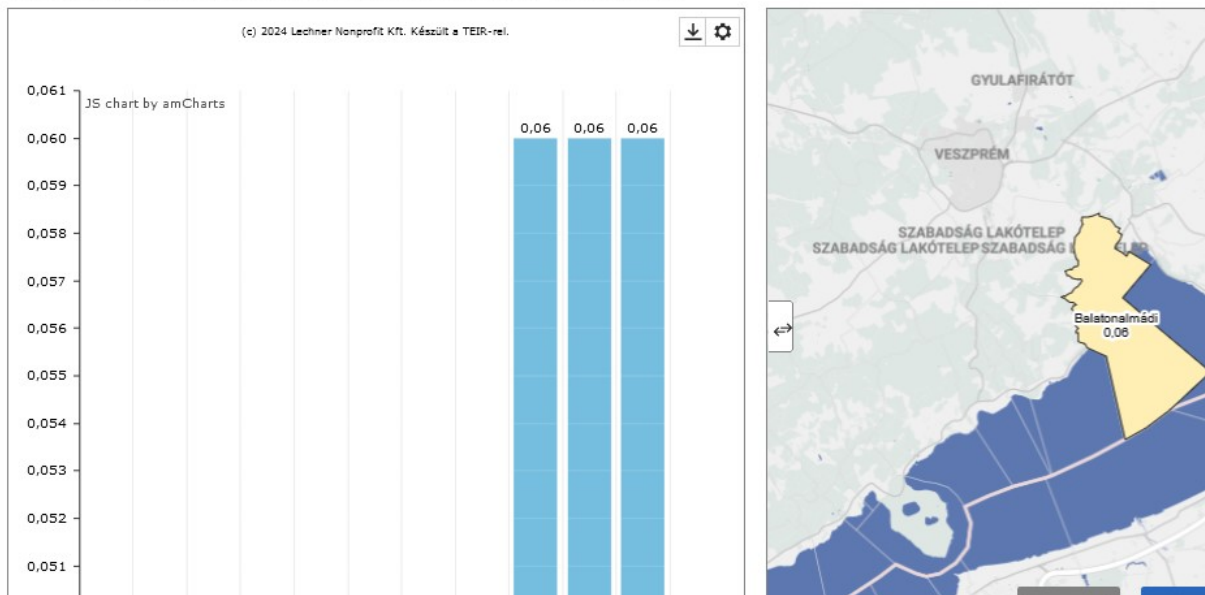 (c) 2024 Lechner Nonprofit Kft. Készült a TEIR-rel.
JS chart by amCharts
0,061
0,060
0,059
0,058
0,057
0,056
0,055
0,054
0,053
0,052
0,051
0,06 0,06 0,06
GYULAFIRÁTÓT
VESZPRÉM
SZABADSÁG LAKÓTELEP
SZABADSÁG LAKÓTELEP SZABADSÁG
Balatonalmádi
0,06